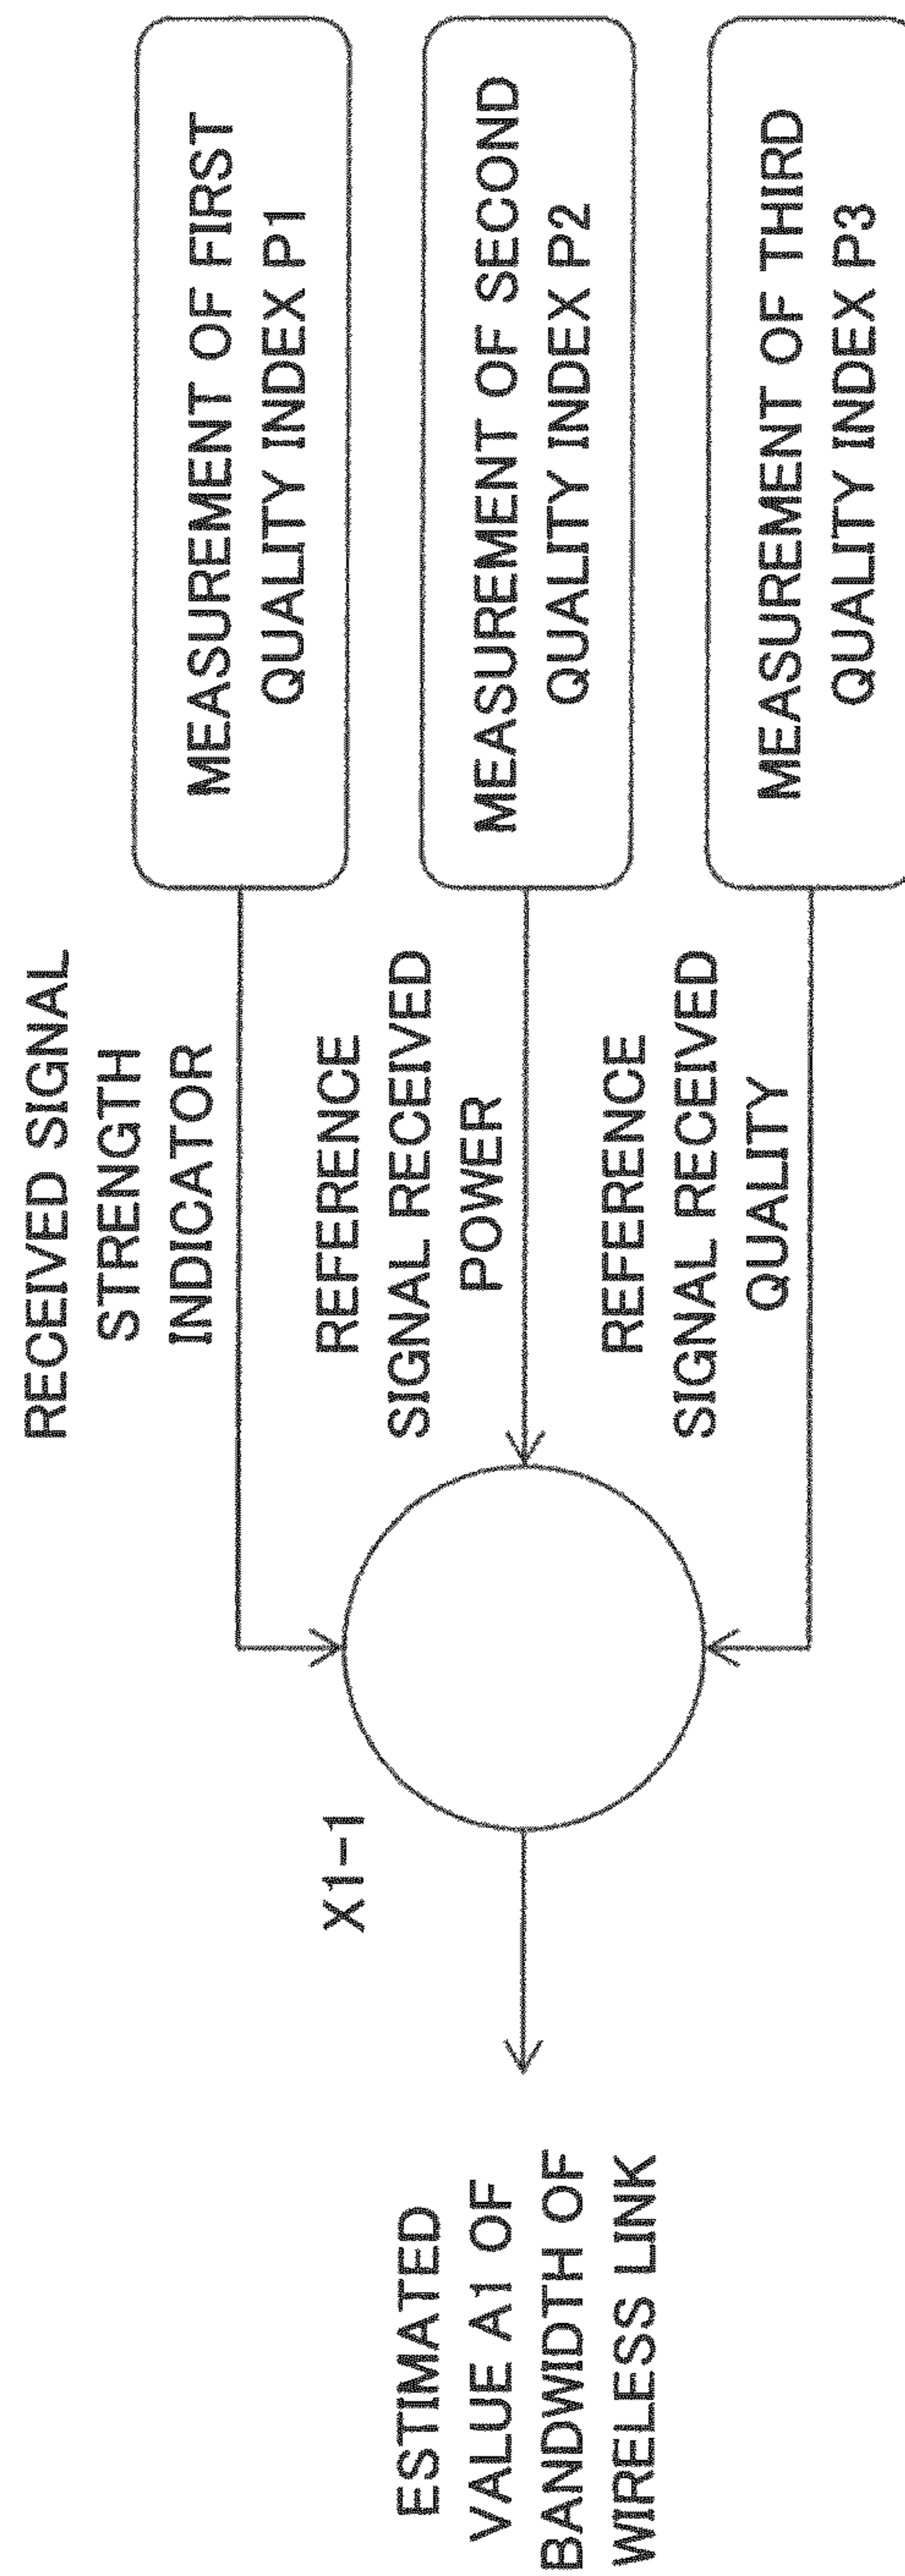 RECEIVED SIGNAL
STRENGTH
INDICATOR
MEASUREMENT OF FIRST
QUALITY INDEX P1
X1-1
REFERENCE
SIGNAL RECEIVED
POWER
MEASUREMENT OF SECOND
QUALITY INDEX P2
ESTIMATED
VALUE A1 OF
BANDWIDTH OF
WIRELESS LINK
REFERENCE
SIGNAL RECEIVED
QUALITY
MEASUREMENT OF THIRD
QUALITY INDEX P3